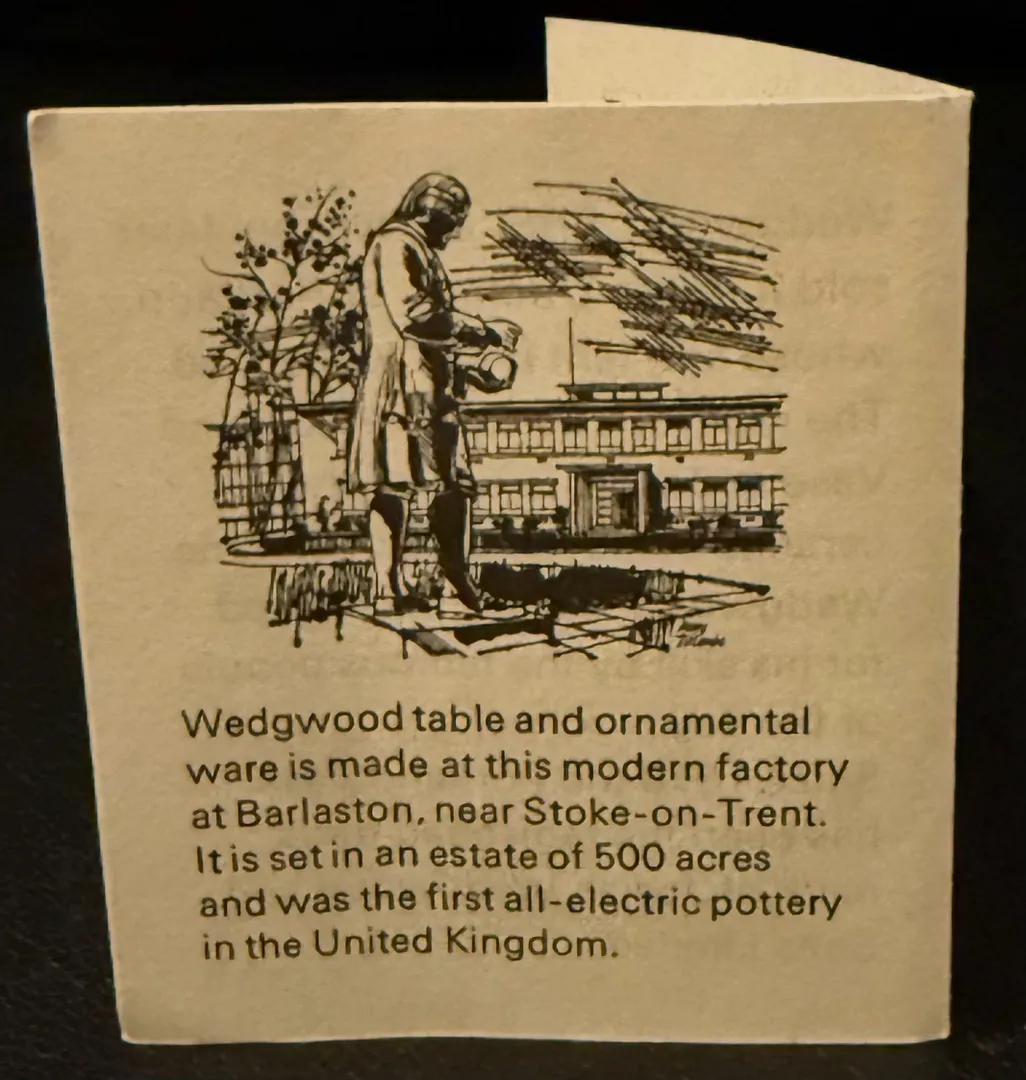 Wedgwood table and ornamental
ware is made at this modern factory
at Barlaston, near Stoke-on-Trent.
It is set in an estate of 500 acres
and was the first all-electric pottery
in the United Kingdom.